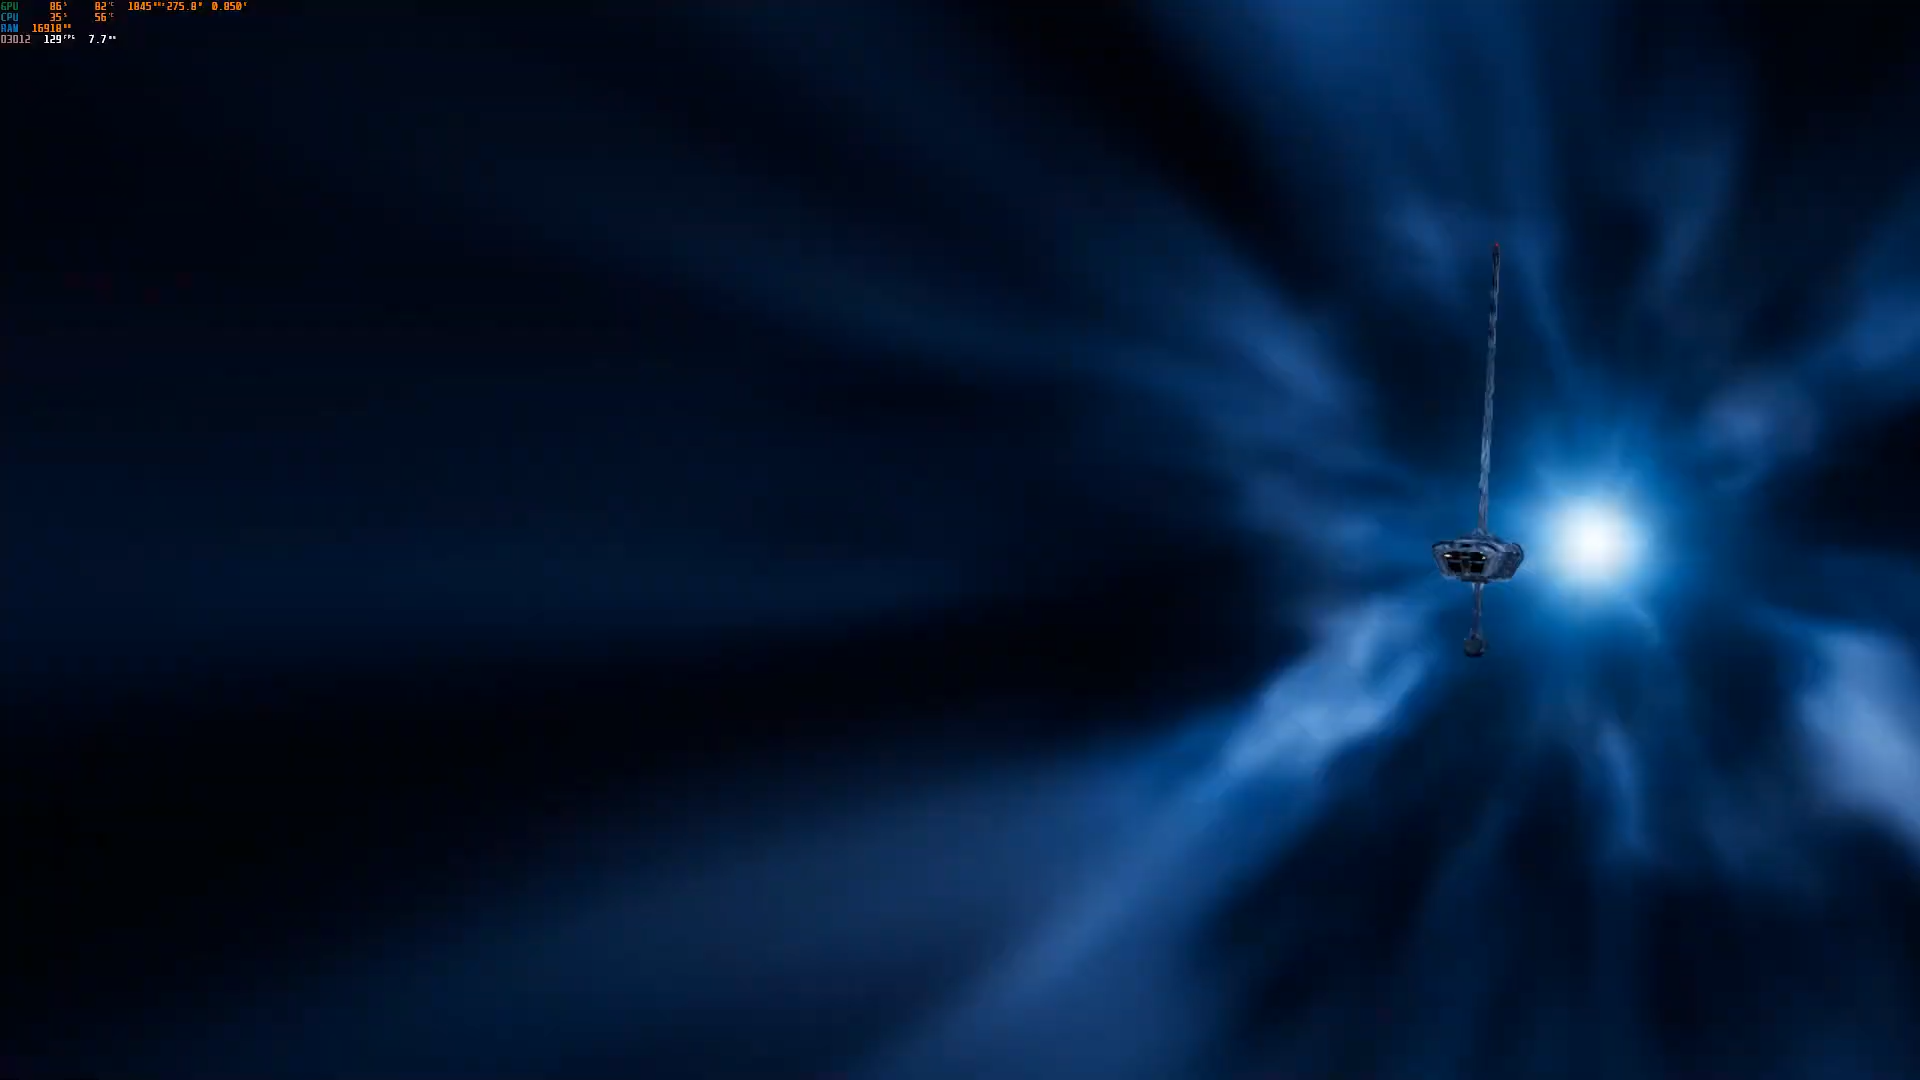 GPU 86% 82°C 1845MHz 275.8W 0.850V
CPU 35% 56°C
RAM 16918MB
D3D12 129FPS 7.7ms